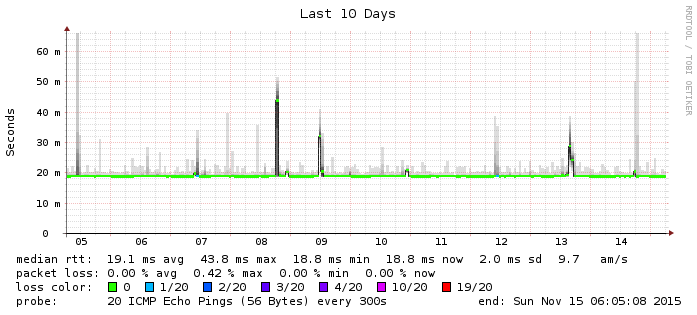 Last 10 Days
RRDTOOL / TOBI OETIKER
Seconds
60 m
50 m
40 m
30 m
20 m
10 m
0
05 06 07 08 09 10 11 12 13 14
median rtt: 19.1 ms avg 43.8 ms max 18.8 ms min 18.8 ms now 2.0 ms sd 9.7 am/s
packet loss: 0.00 % avg 0.42 % max 0.00 % min 0.00 % now
loss color: 0 1/20 2/20 3/20 4/20 10/20 19/20
probe: 20 ICMP Echo Pings (56 Bytes) every 300s end: Sun Nov 15 06:05:08 2015